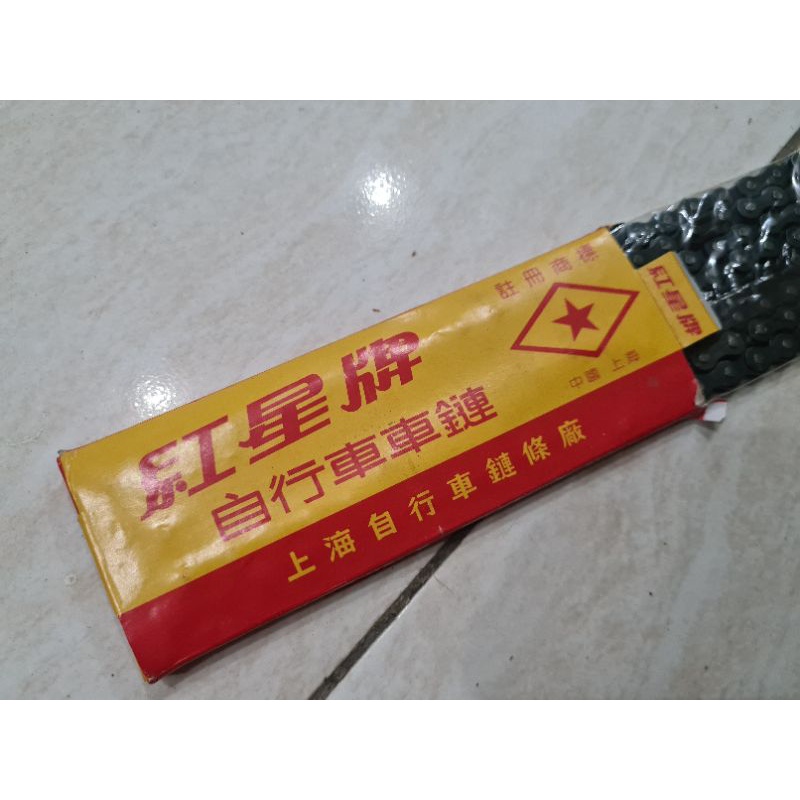 註冊商標
中國 上海
紅星牌
自行車車鏈
上海自行車鏈條廠
紅星牌